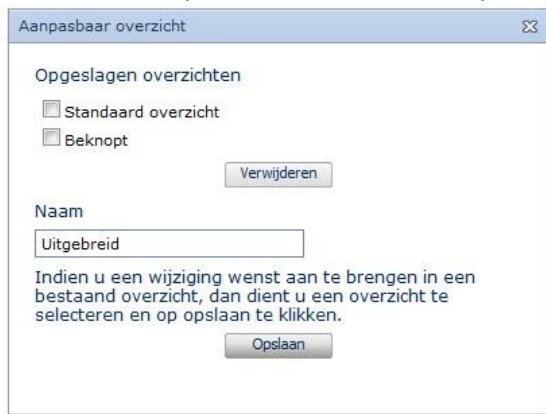 Aanpasbaar overzicht
Opgeslagen overzichten
Standaard overzicht
Beknopt
Verwijderen
Naam
Uitgebreid
Indien u een wijziging wenst aan te brengen in een
bestaand overzicht, dan dient u een overzicht te
selecteren en op opslaan te klikken.
Opslaan